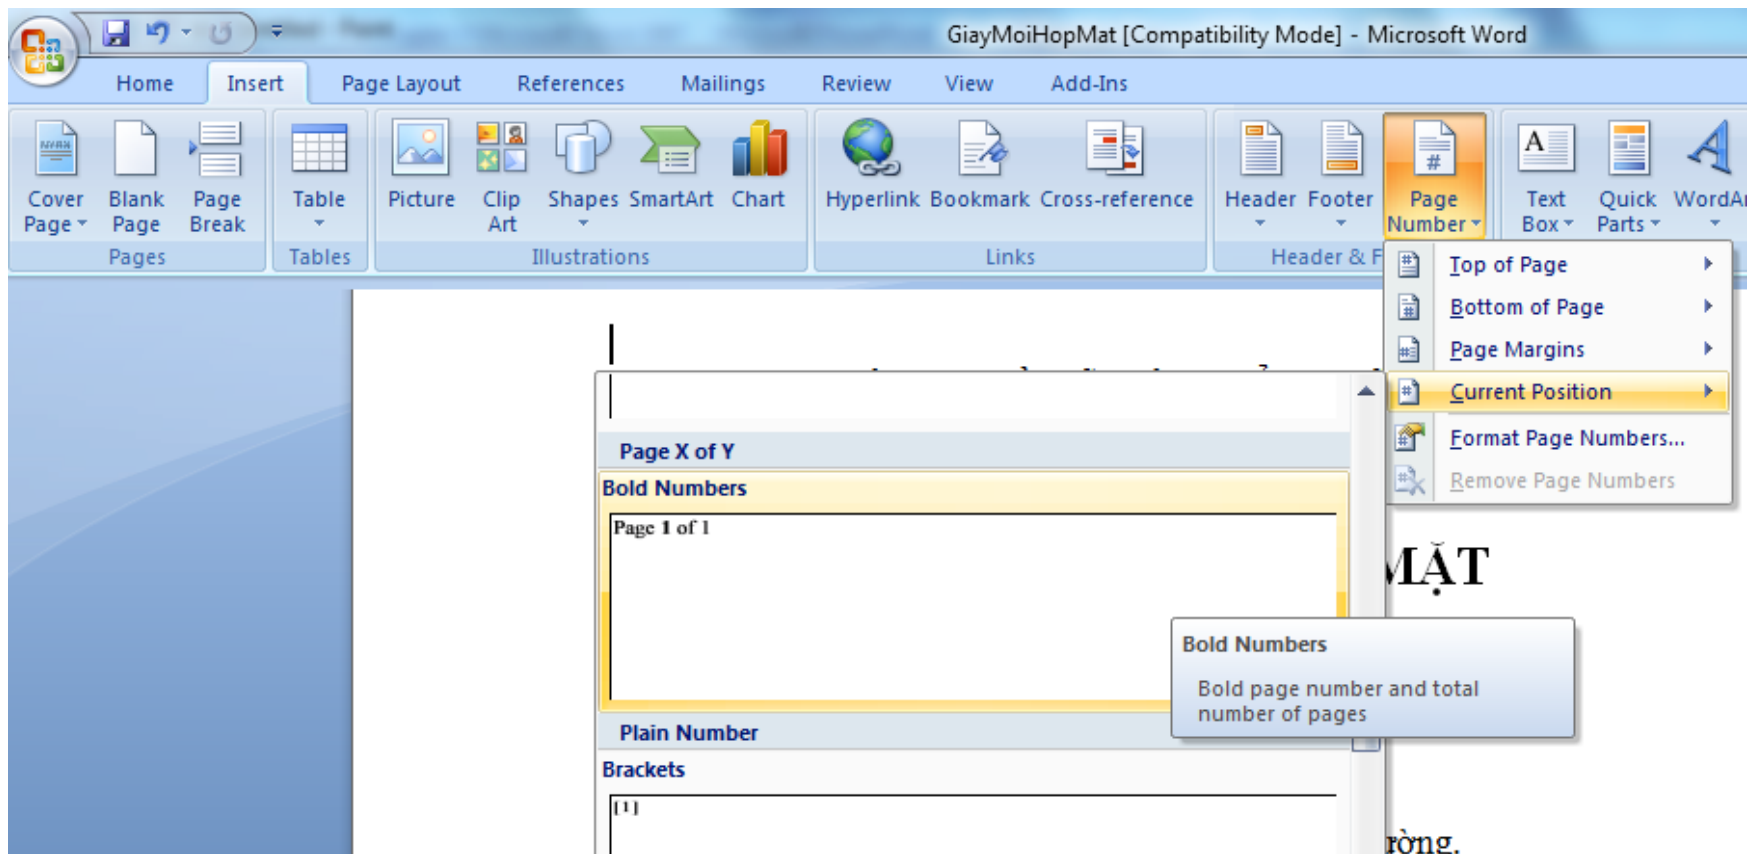 GiayMoiHopMat [Compatibility Mode] - Microsoft Word
Home Insert Page Layout References Mailings Review View Add-Ins
Cover Page Blank Page Page Break Table Picture Clip Art Shapes SmartArt Chart Hyperlink Bookmark Cross-reference Header Footer Page Number Text Box Quick Parts WordAr
Pages Tables Illustrations Links Header & F
Top of Page
Bottom of Page
Page Margins
Current Position
Format Page Numbers...
Remove Page Numbers
Page X of Y
Bold Numbers
Page 1 of 1
MẶT
Bold Numbers
Bold page number and total
number of pages
Plain Number
Brackets
[1]
ường.